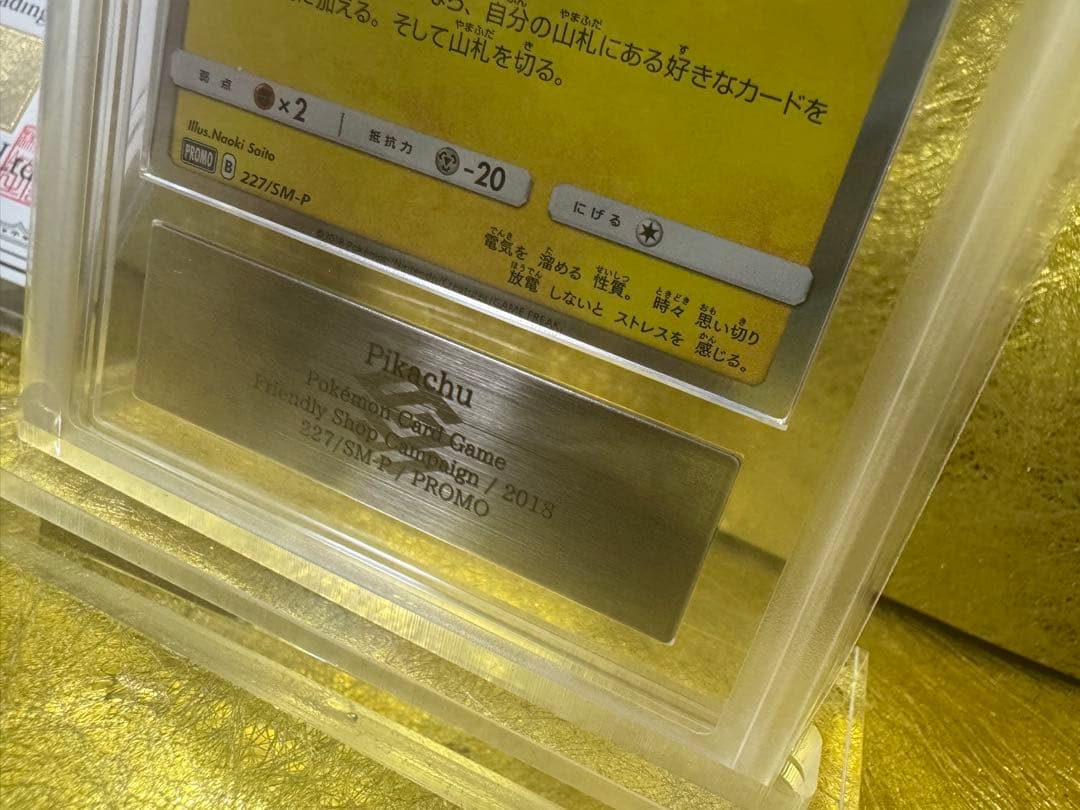 ading
なら、自分の山札にある好きなカードを
に加える。そして山札を切る。
弱点 ×2 抵抗力 -20 にげる
Illus. Naoki Saito
PROMO B 227/SM-P
電気を 溜める 性質。 時々 思い切り
放電 しないと ストレスを 感じる。
GAME FREAK.
Pikachu
Pokémon Card Game
Friendly Shop Campaign / 2018
227/SM-P / PROMO